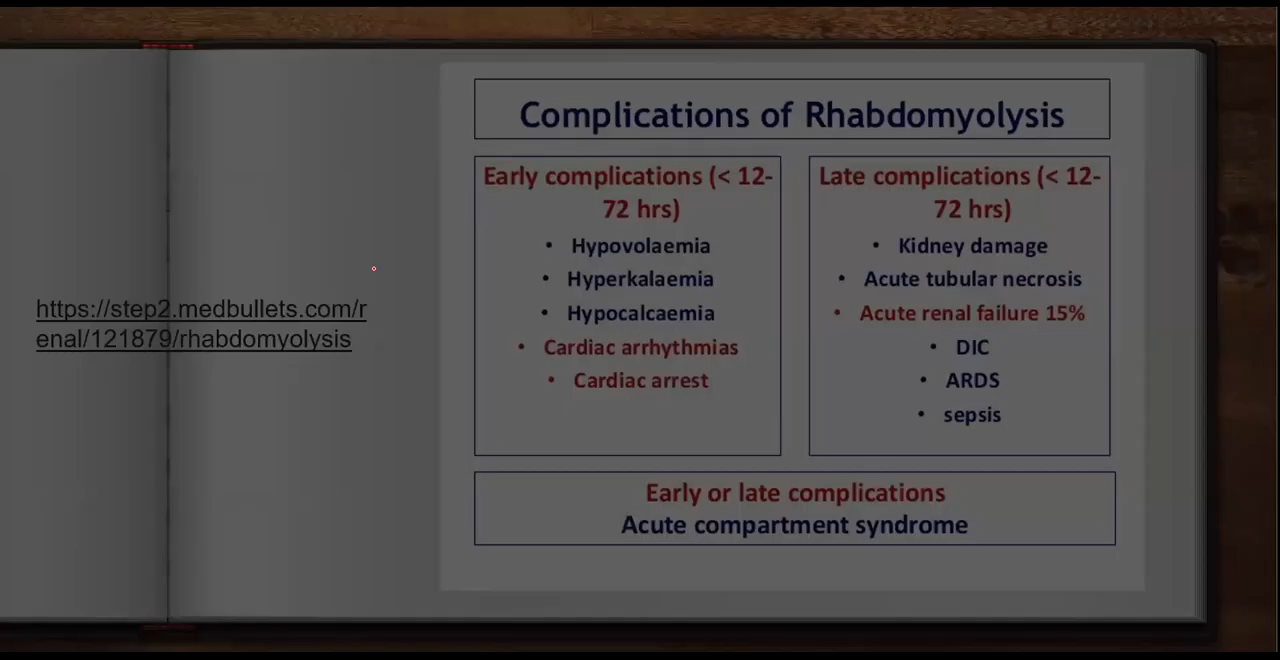 https://step2.medbullets.com/r
enal/121879/rhabdomyolysis
Complications of Rhabdomyolysis
Early complications (< 12-
72 hrs)
• Hypovolaemia
• Hyperkalaemia
• Hypocalcaemia
• Cardiac arrhythmias
• Cardiac arrest
Late complications (< 12-
72 hrs)
• Kidney damage
• Acute tubular necrosis
• Acute renal failure 15%
• DIC
• ARDS
• sepsis
Early or late complications
Acute compartment syndrome